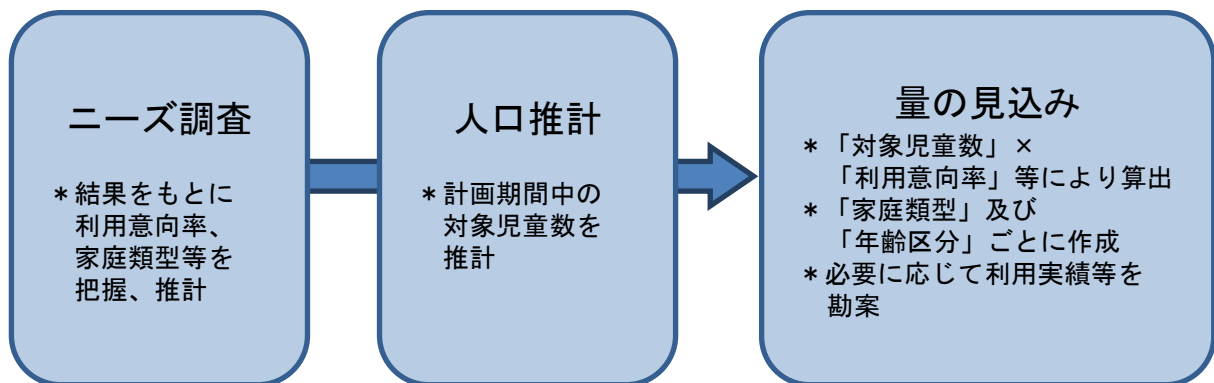 ニーズ調査
＊結果をもとに
利用意向率、
家庭類型等を
把握、推計
人口推計
＊計画期間中の
対象児童数を
推計
量の見込み
＊「対象児童数」×
「利用意向率」等により算出
＊「家庭類型」及び
「年齢区分」ごとに作成
＊必要に応じて利用実績等を
勘案